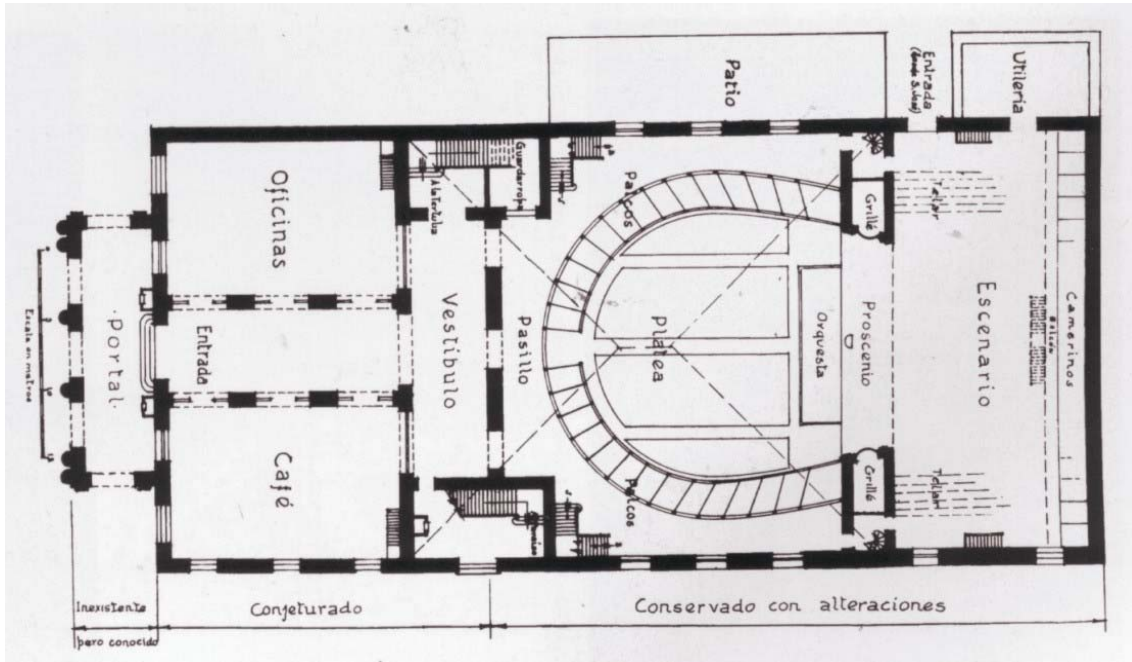 Utilería
Entrada
Patio
Guardarropa
Oficinas
Palcos
Telar
Grillé
Vestíbulo
Pasillo
Platea
Orquesta
Proscenio
Escenario
Camerinos
Escala en metros
.portal.
Entrada
Café
Palcos
Grillé
Telar
Inexistente
pero conocido
Conjeturado
Conservado con alteraciones